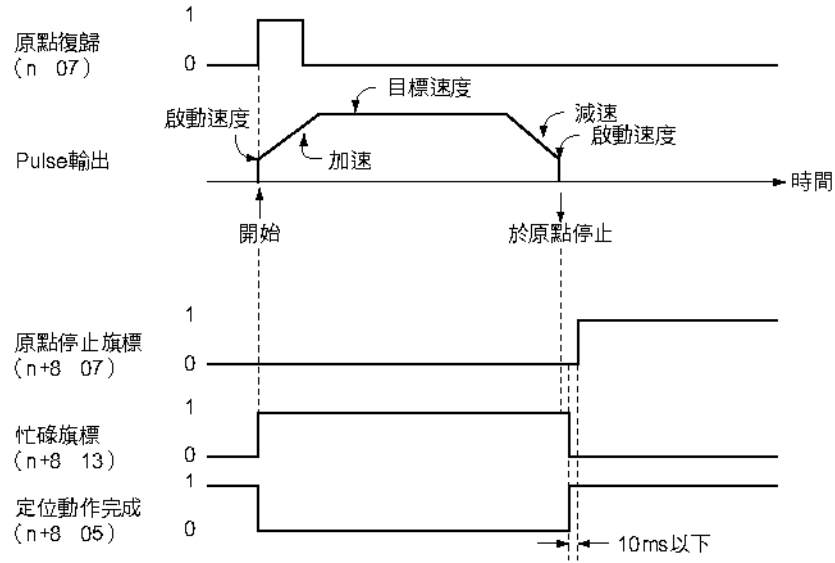 1
原點復歸
(n 07)
0
目標速度
啟動速度
減速
啟動速度
Pulse輸出
加速
時間
開始
於原點停止
1
原點停止旗標
(n+8 07)
0
1
忙碌旗標
(n+8 13)
0
1
定位動作完成
(n+8 05)
0
10ms以下